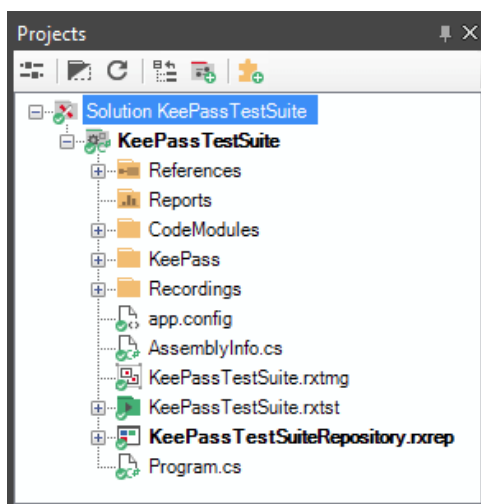 Projects
Solution KeePassTestSuite
KeePassTestSuite
References
Reports
CodeModules
KeePass
Recordings
app.config
AssemblyInfo.cs
KeePassTestSuite.rxtmg
KeePassTestSuite.rxtst
KeePassTestSuiteRepository.rxrep
Program.cs